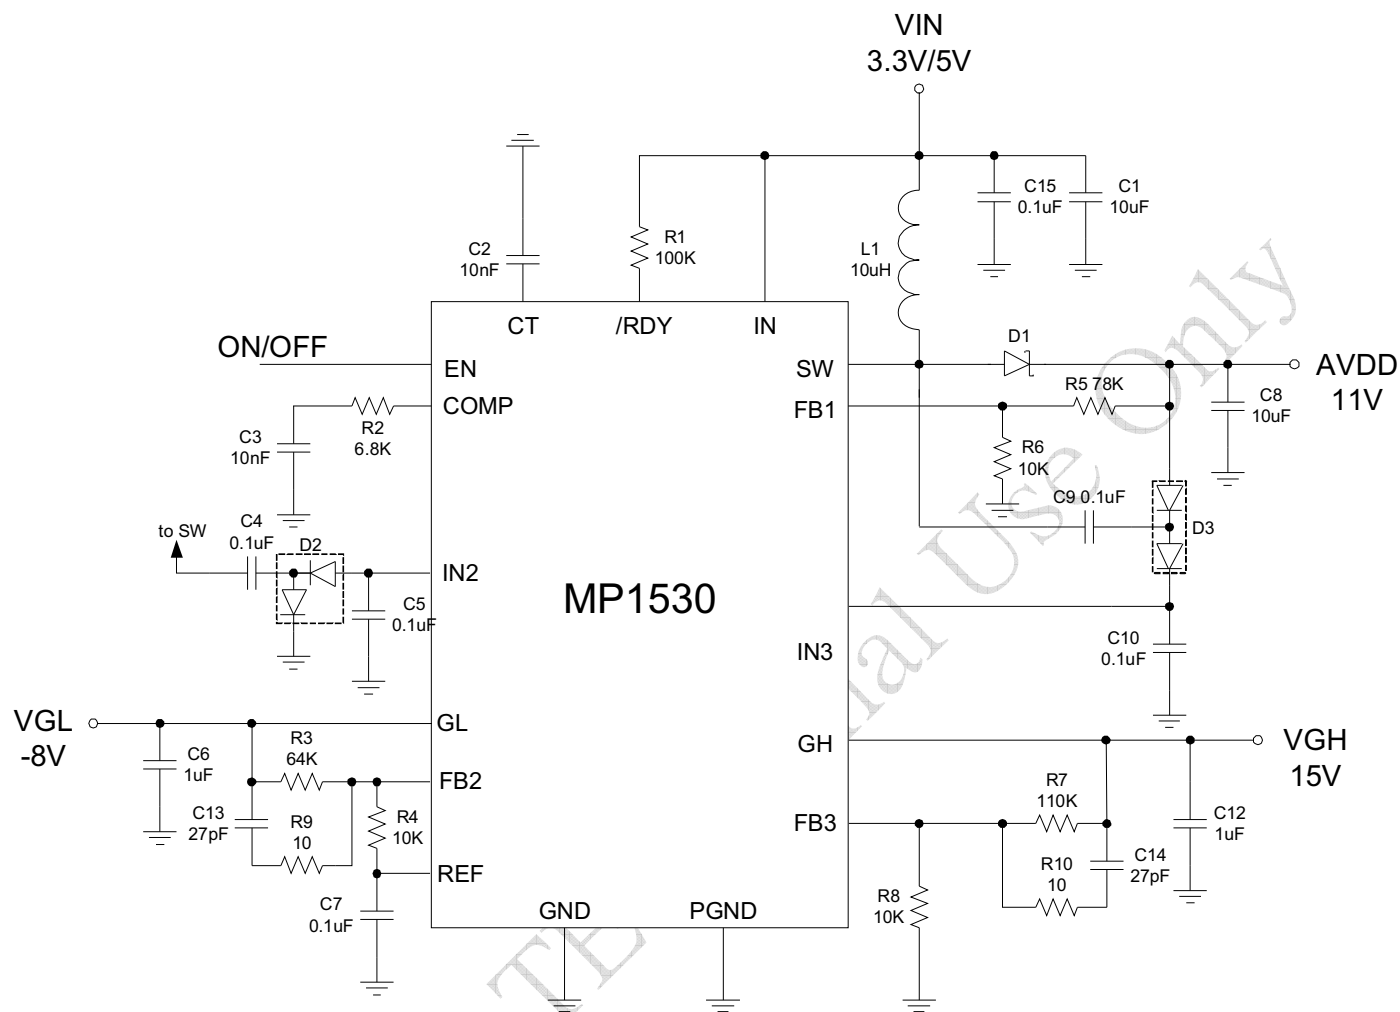 VIN
3.3V/5V
C15
0.1uF
C1
10uF
C2
10nF
R1
100K
L1
10uH
CT
/RDY
IN
ON/OFF
EN
COMP
R2
6.8K
C3
10nF
SW
FB1
D1
R5 78K
AVDD
11V
C8
10uF
R6
10K
C9 0.1uF
D3
to SW
C4
0.1uF
D2
IN2
C5
0.1uF
MP1530
IN3
C10
0.1uF
VGL
-8V
GL
C6
1uF
R3
64K
FB2
C13
27pF
R9
10
R4
10K
REF
C7
0.1uF
GH
VGH
15V
R7
110K
FB3
C12
1uF
R10
10
C14
27pF
R8
10K
GND
PGND
Use Only